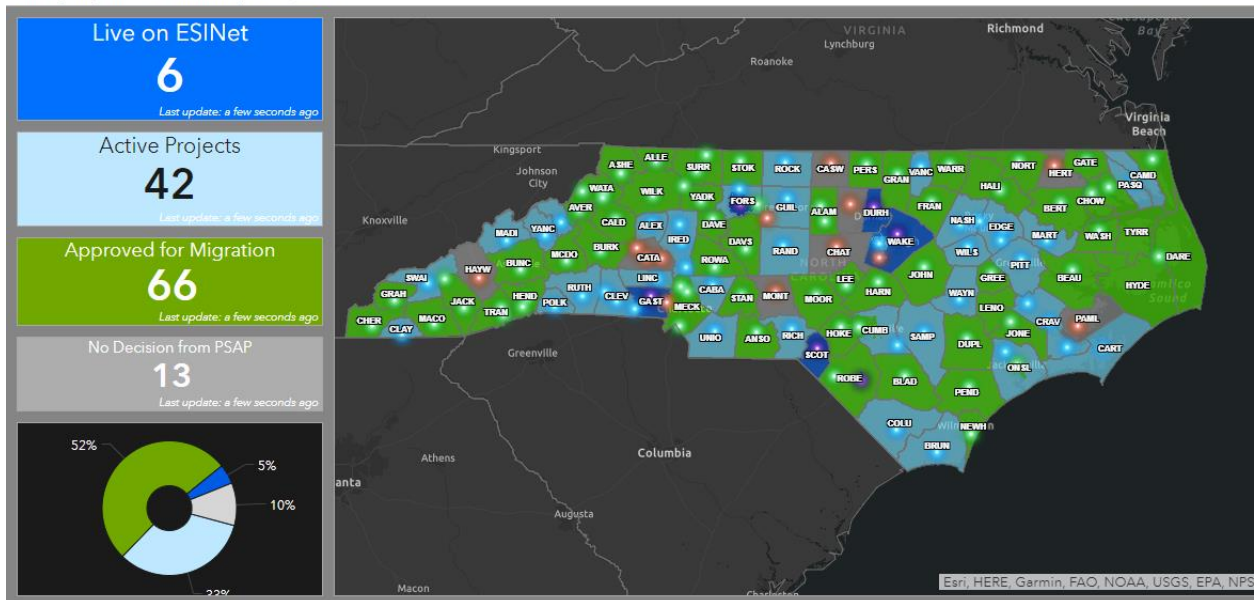 Live on ESINet
6
Last update: a few seconds ago
Active Projects
42
Last update: a few seconds ago
Approved for Migration
66
Last update: a few seconds ago
No Decision from PSAP
13
Last update: a few seconds ago
52%
5%
10%
33%
VIRGINIA
Richmond
Bay
Lynchburg
Roanoke
Virginia
Beach
Kingsport
Johnson
City
Knoxville
ASHE ALLE SURR STOK ROCK CASW PERS GRAN VANC WARR NORT HERT GATE CAMD
PASQ
WATA WILK YADK FORS GUIL ALAM DURH FRAN HALI BERT CHOW
AVER CALD ALEX IRED DAVE NASH EDGE MART WASH TYRR
MADI YANC MCDO BURK CATA DAVS RAND CHAT WAKE WILS PITT DARE
SWAI HAYW BUNC ROWA LEE JOHN GREE BEAU HYDE
GRAH JACK HEND RUTH LINC CABA MONT MOOR HARN WAYN LENO
CHER CLAY MACO TRAN POLK CLEV GAST MECK STAN CRAV PAML
UNIO ANSO RICH HOKE CUMB SAMP DUPL JONE CART
SCOT ONSL
ROBE BLAD PEND
COLU NEWH
BRUN
NORTH
Sound
Greenville
Columbia
Athens
anta
Augusta
Macon
Charleston
Esri, HERE, Garmin, FAO, NOAA, USGS, EPA, NPS